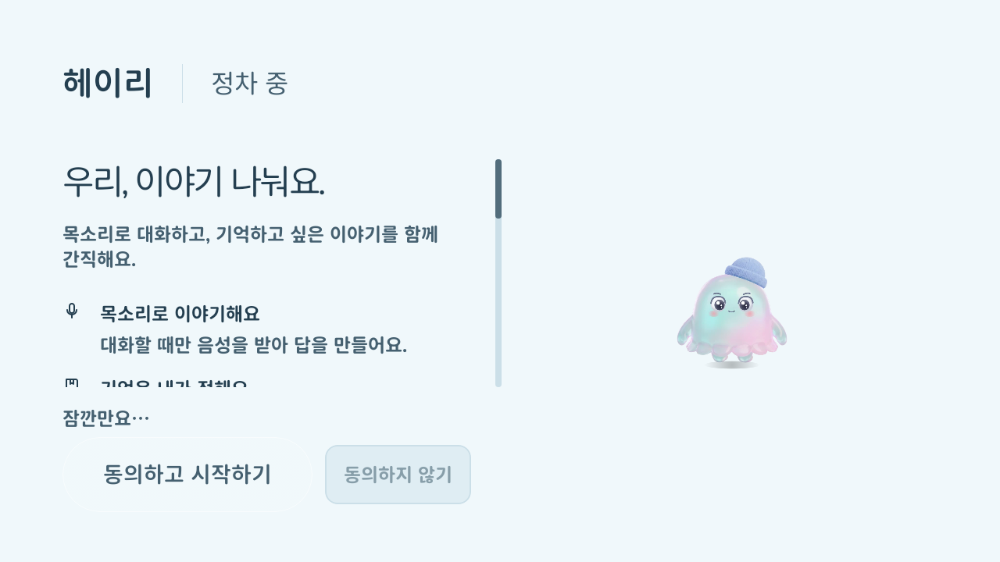 헤이리
정차 중
우리, 이야기 나눠요.
목소리로 대화하고, 기억하고 싶은 이야기를 함께
간직해요.
목소리로 이야기해요
대화할 때만 음성을 받아 답을 만들어요.
잠깐만요…
동의하고 시작하기
동의하지 않기